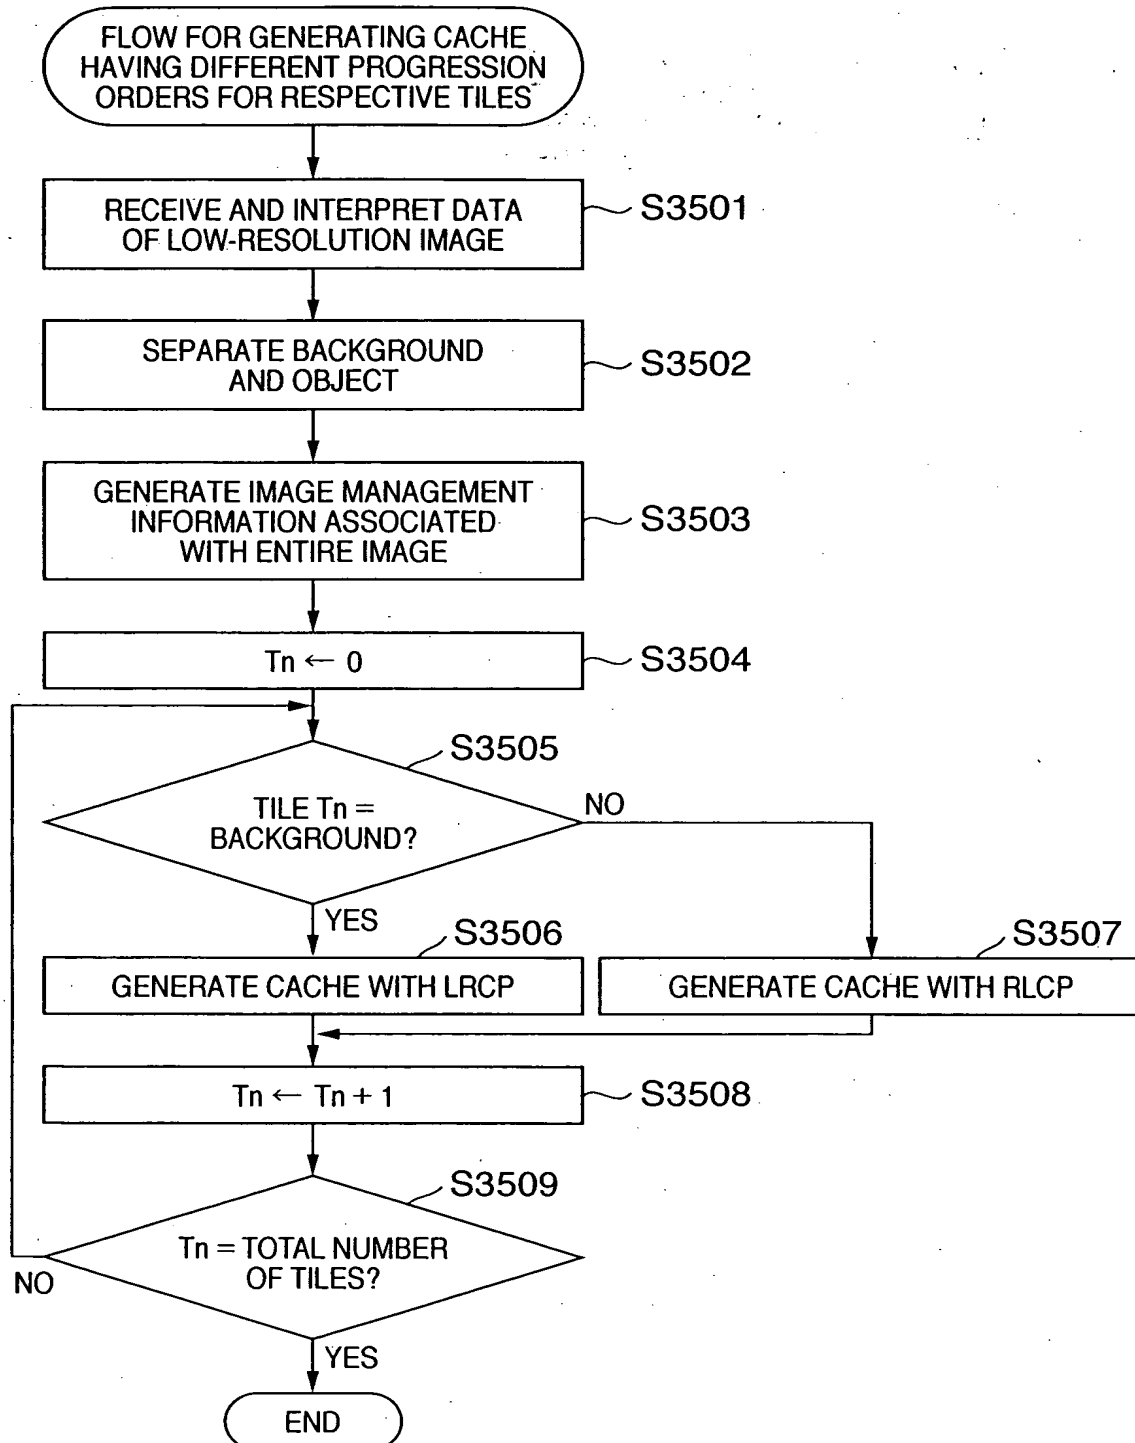 FLOW FOR GENERATING CACHE
HAVING DIFFERENT PROGRESSION
ORDERS FOR RESPECTIVE TILES
RECEIVE AND INTERPRET DATA
OF LOW-RESOLUTION IMAGE
S3501
SEPARATE BACKGROUND
AND OBJECT
S3502
GENERATE IMAGE MANAGEMENT
INFORMATION ASSOCIATED
WITH ENTIRE IMAGE
S3503
Tn ← 0
S3504
S3505
TILE Tn =
BACKGROUND?
NO
YES
S3506
GENERATE CACHE WITH LRCP
S3507
GENERATE CACHE WITH RLCP
Tn ← Tn + 1
S3508
S3509
Tn = TOTAL NUMBER
OF TILES?
NO
YES
END